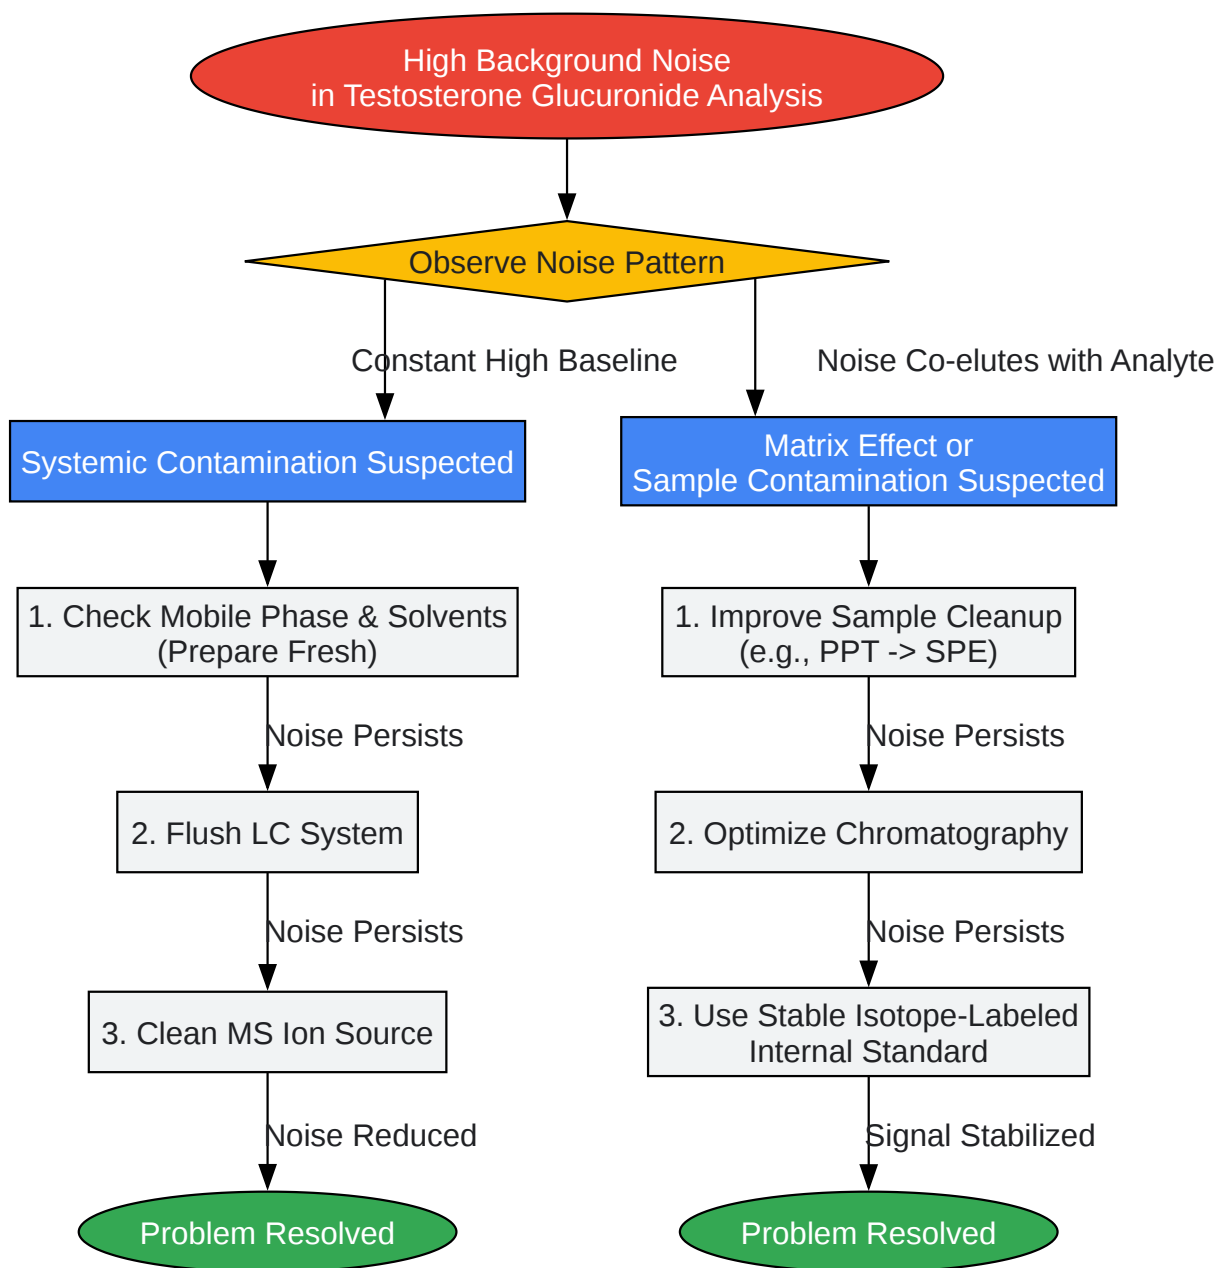 High Background Noise
in Testosterone Glucuronide Analysis
Observe Noise Pattern
Constant High Baseline
Noise Co-elutes with Analyte
Systemic Contamination Suspected
Matrix Effect or
Sample Contamination Suspected
1. Check Mobile Phase & Solvents
(Prepare Fresh)
1. Improve Sample Cleanup
(e.g., PPT -> SPE)
Noise Persists
Noise Persists
2. Flush LC System
2. Optimize Chromatography
Noise Persists
Noise Persists
3. Clean MS Ion Source
3. Use Stable Isotope-Labeled
Internal Standard
Noise Reduced
Signal Stabilized
Problem Resolved
Problem Resolved